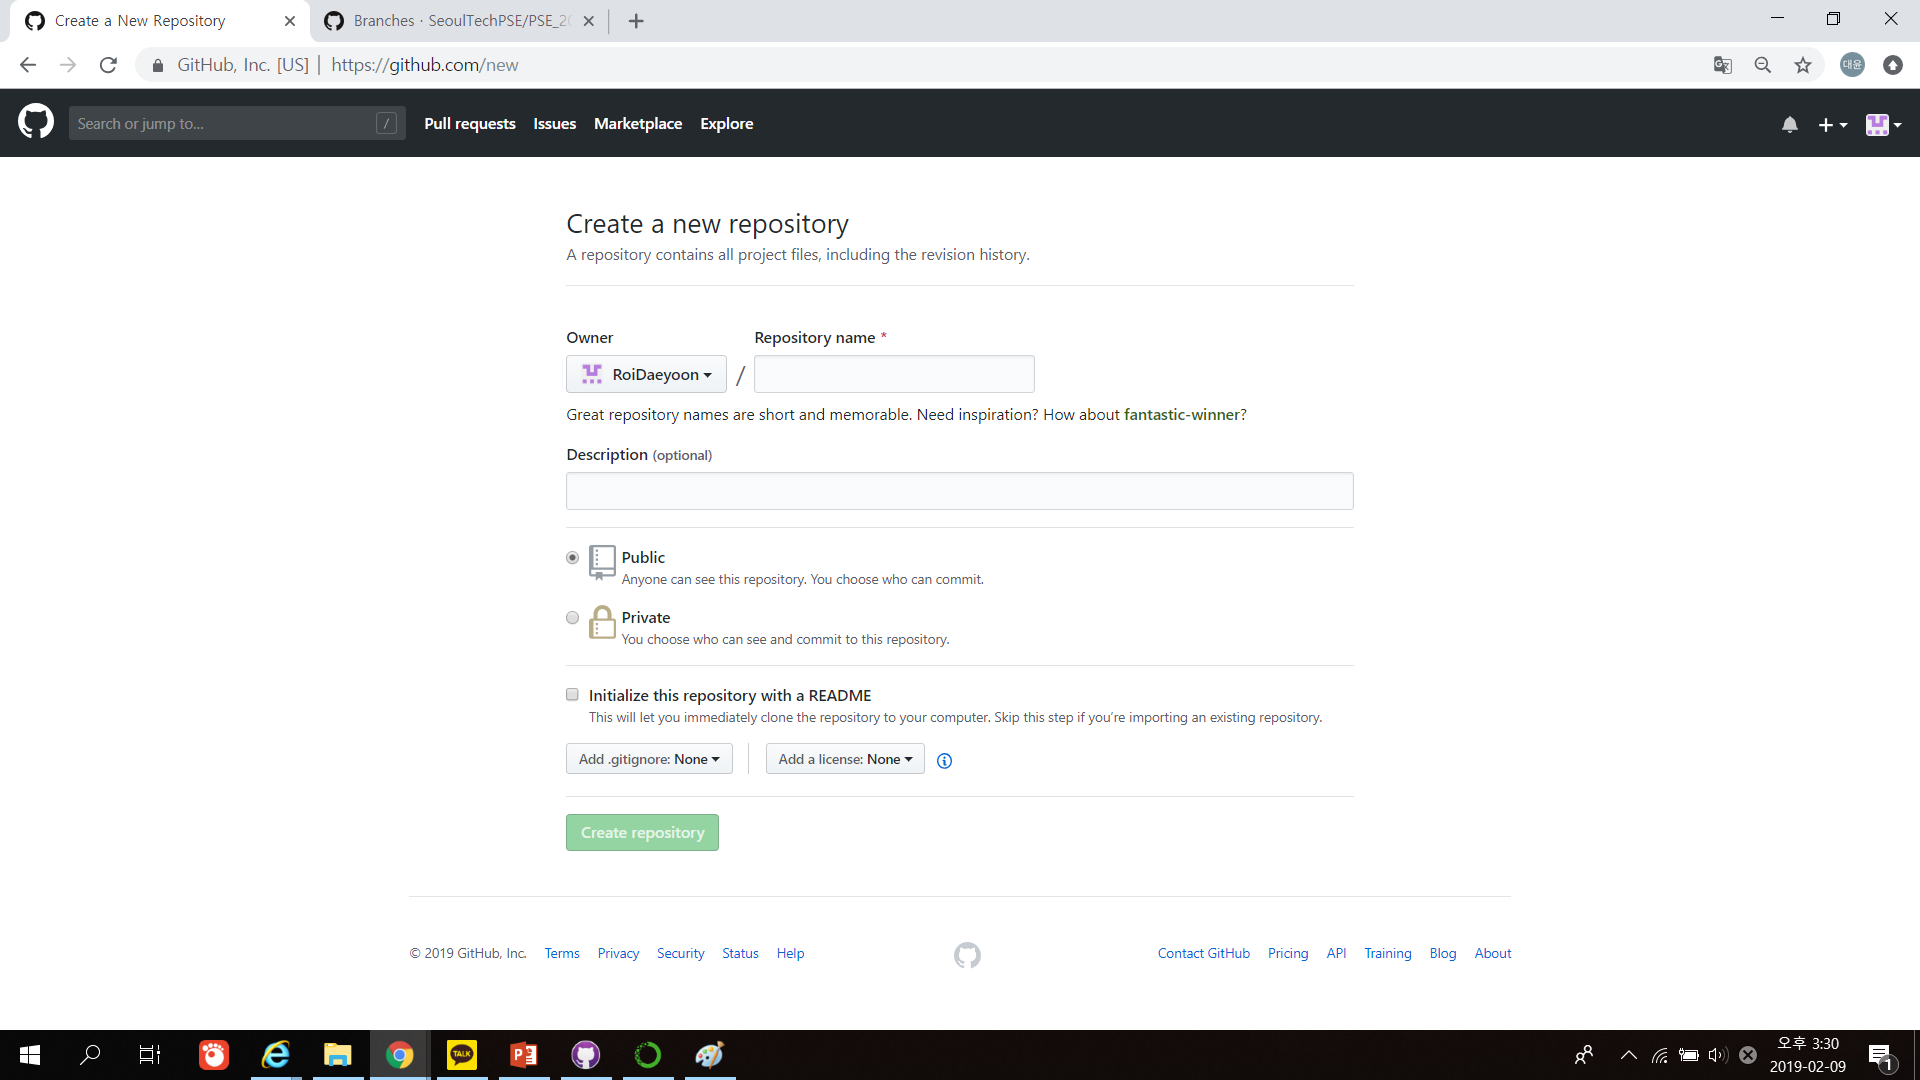 Create a New Repository
Branches · SeoulTechPSE/PSE_20
GitHub, Inc. [US] | https://github.com/new
대윤
Search or jump to... /
Pull requests Issues Marketplace Explore
Create a new repository
A repository contains all project files, including the revision history.
Owner Repository name *
RoiDaeyoon /
Great repository names are short and memorable. Need inspiration? How about fantastic-winner?
Description (optional)
Public
Anyone can see this repository. You choose who can commit.
Private
You choose who can see and commit to this repository.
Initialize this repository with a README
This will let you immediately clone the repository to your computer. Skip this step if you’re importing an existing repository.
Add .gitignore: None Add a license: None
Create repository
© 2019 GitHub, Inc. Terms Privacy Security Status Help Contact GitHub Pricing API Training Blog About
TALK
오후 3:30
2019-02-09
1